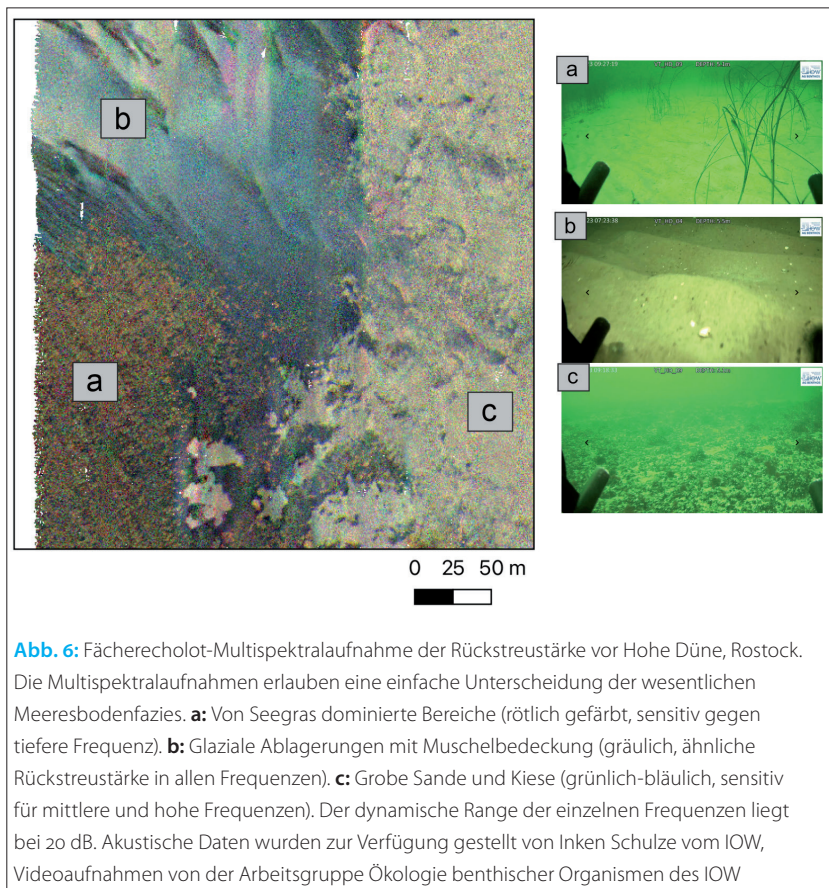 b
a
c
a
b
c
0 25 50 m
Abb. 6: Fächerecholot-Multispektralaufnahme der Rückstreustärke vor Hohe Düne, Rostock.
Die Multispektralaufnahmen erlauben eine einfache Unterscheidung der wesentlichen
Meeresbodenfazies. a: Von Seegras dominierte Bereiche (rötlich gefärbt, sensitiv gegen
tiefere Frequenz). b: Glaziale Ablagerungen mit Muschelbedeckung (gräulich, ähnliche
Rückstreustärke in allen Frequenzen). c: Grobe Sande und Kiese (grünlich-bläulich, sensitiv
für mittlere und hohe Frequenzen). Der dynamische Range der einzelnen Frequenzen liegt
bei 20 dB. Akustische Daten wurden zur Verfügung gestellt von Inken Schulze vom IOW,
Videoaufnahmen von der Arbeitsgruppe Ökologie benthischer Organismen des IOW